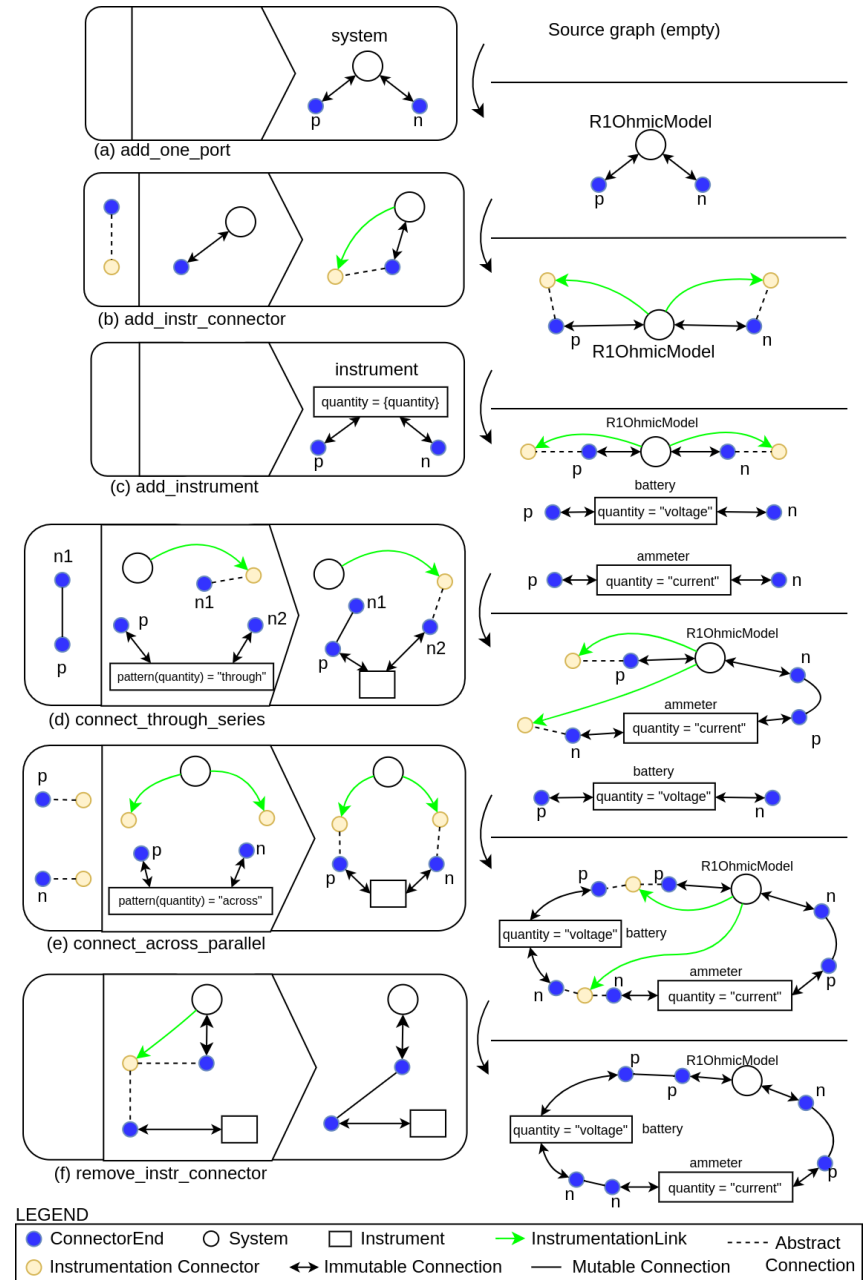 system
p
n
(a) add_one_port
Source graph (empty)
R1OhmicModel
p
n
(b) add_instr_connector
p
n
R1OhmicModel
instrument
quantity = {quantity}
p
n
(c) add_instrument
R1OhmicModel
p
n
battery
p
quantity = "voltage"
n
ammeter
p
quantity = "current"
n
n1
p
n1
p
n2
pattern(quantity) = "through"
n1
p
n2
(d) connect_through_series
R1OhmicModel
p
n
ammeter
quantity = "current"
n
p
battery
quantity = "voltage"
p
n
p
n
p
n
pattern(quantity) = "across"
p
n
(e) connect_across_parallel
R1OhmicModel
p
p
n
quantity = "voltage"
battery
n
n
ammeter
quantity = "current"
p
(f) remove_instr_connector
R1OhmicModel
p
p
n
quantity = "voltage"
battery
ammeter
quantity = "current"
p
n
n
LEGEND
ConnectorEnd
System
Instrument
InstrumentationLink
Abstract
Connection
Instrumentation Connector
Immutable Connection
Mutable Connection